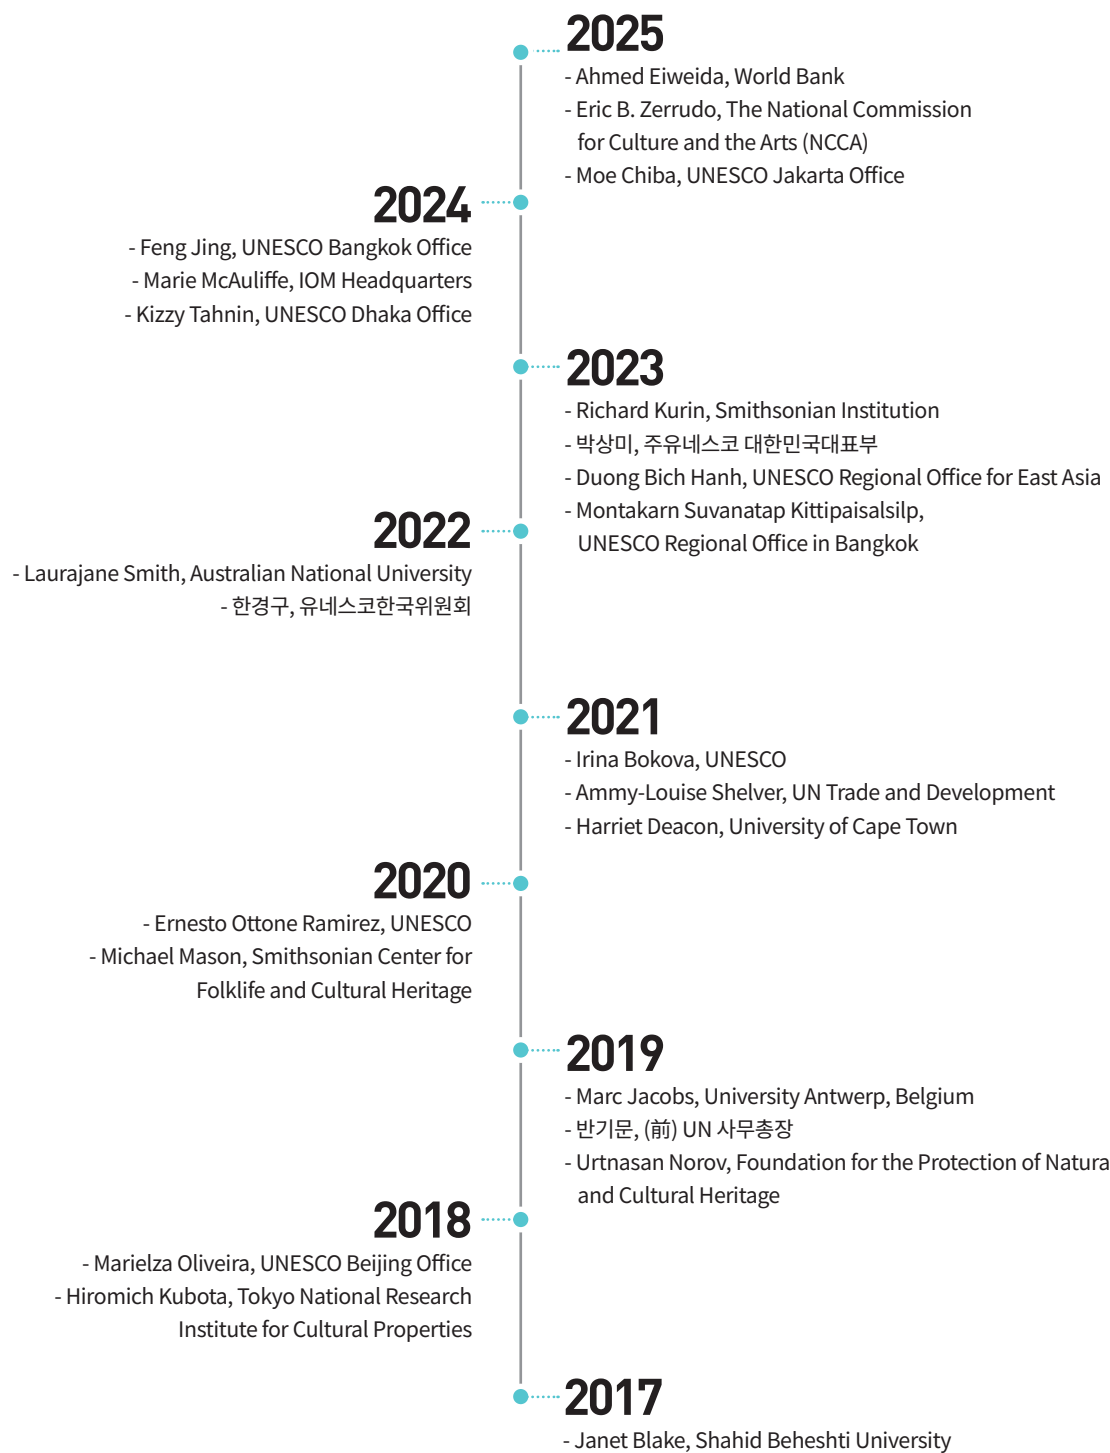 2025
- Ahmed Eiweida, World Bank
- Eric B. Zerrudo, The National Commission
for Culture and the Arts (NCCA)
- Moe Chiba, UNESCO Jakarta Office
2024
- Feng Jing, UNESCO Bangkok Office
- Marie McAuliffe, IOM Headquarters
- Kizzy Tahnin, UNESCO Dhaka Office
2023
- Richard Kurin, Smithsonian Institution
- 박상미, 주유네스코 대한민국대표부
- Duong Bich Hanh, UNESCO Regional Office for East Asia
- Montakarn Suvanatap Kittipaisalsilp,
UNESCO Regional Office in Bangkok
2022
- Laurajane Smith, Australian National University
- 한경구, 유네스코한국위원회
2021
- Irina Bokova, UNESCO
- Ammy-Louise Shelver, UN Trade and Development
- Harriet Deacon, University of Cape Town
2020
- Ernesto Ottone Ramirez, UNESCO
- Michael Mason, Smithsonian Center for
Folklife and Cultural Heritage
2019
- Marc Jacobs, University Antwerp, Belgium
- 반기문, (前) UN 사무총장
- Urtnasan Norov, Foundation for the Protection of Natura
and Cultural Heritage
2018
- Marielza Oliveira, UNESCO Beijing Office
- Hiromich Kubota, Tokyo National Research
Institute for Cultural Properties
2017
- Janet Blake, Shahid Beheshti University